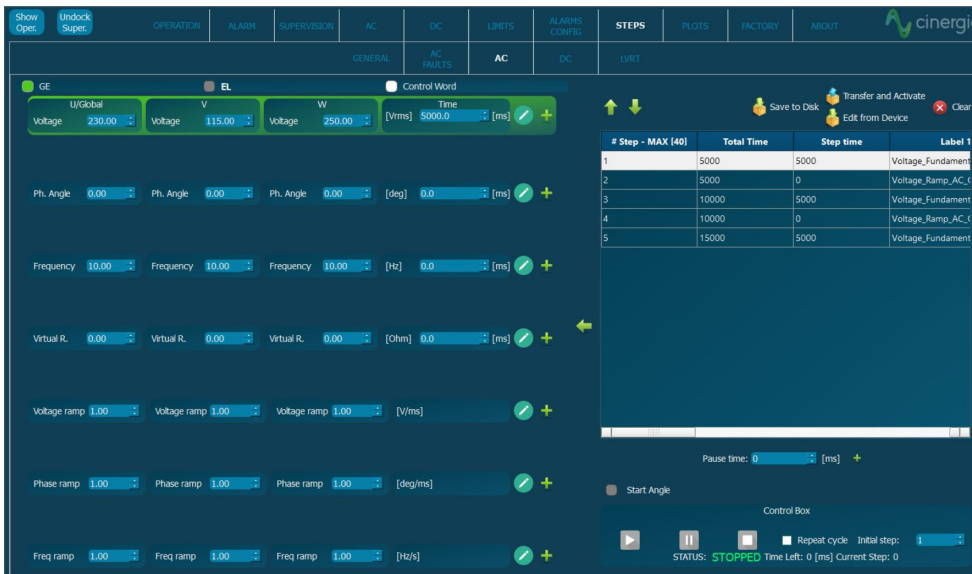 Show Oper.
Undock Super.
OPERATION ALARM SUPERVISION AC DC LIMITS ALARMS CONFIG STEPS PLOTS FACTORY ABOUT
cinergi
GENERAL AC FAULTS AC DC LVRT
GE EL Control Word
U/Global V W Time
Voltage 230.00 Voltage 115.00 Voltage 250.00 [Vrms] 5000.0 [ms]
Ph. Angle 0.00 Ph. Angle 0.00 Ph. Angle 0.00 [deg] 0.0 [ms]
Frequency 10.00 Frequency 10.00 Frequency 10.00 [Hz] 0.0 [ms]
Virtual R. 0.00 Virtual R. 0.00 Virtual R. 0.00 [Ohm] 0.0 [ms]
Voltage ramp 1.00 Voltage ramp 1.00 Voltage ramp 1.00 [V/ms]
Phase ramp 1.00 Phase ramp 1.00 Phase ramp 1.00 [deg/ms]
Freq ramp 1.00 Freq ramp 1.00 Freq ramp 1.00 [Hz/s]
Save to Disk
Transfer and Activate
Edit from Device
Clear
# Step - MAX [40] Total Time Step time Label 1
1 5000 5000 Voltage_Fundament
2 5000 0 Voltage_Ramp_AC_
3 10000 5000 Voltage_Fundament
4 10000 0 Voltage_Ramp_AC_
5 15000 5000 Voltage_Fundament
Pause time: 0 [ms]
Start Angle
Control Box
Repeat cycle Initial step: 1
STATUS: STOPPED Time Left: 0 [ms] Current Step: 0